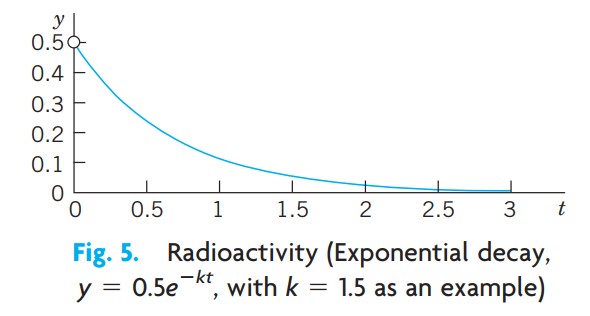 y
0.5
0.4
0.3
0.2
0.1
0
0 0.5 1 1.5 2 2.5 3 t
Fig. 5. Radioactivity (Exponential decay,
y = 0.5e^{−kt}, with k = 1.5 as an example)